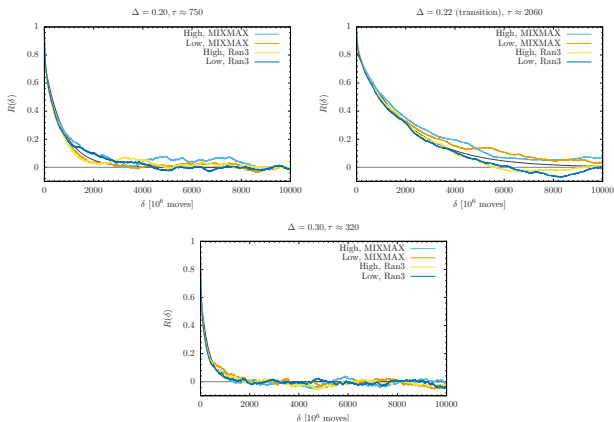 Δ = 0.20, τ ≈ 750
High, MIXMAX
Low, MIXMAX
High, Ran3
Low, Ran3
1
0.8
0.6
0.4
0.2
0
R(δ)
0 2000 4000 6000 8000 10000
δ [10⁶ moves]
Δ = 0.22 (transition), τ ≈ 2060
High, MIXMAX
Low, MIXMAX
High, Ran3
Low, Ran3
1
0.8
0.6
0.4
0.2
0
R(δ)
0 2000 4000 6000 8000 10000
δ [10⁶ moves]
Δ = 0.30, τ ≈ 320
High, MIXMAX
Low, MIXMAX
High, Ran3
Low, Ran3
1
0.8
0.6
0.4
0.2
0
R(δ)
0 2000 4000 6000 8000 10000
δ [10⁶ moves]